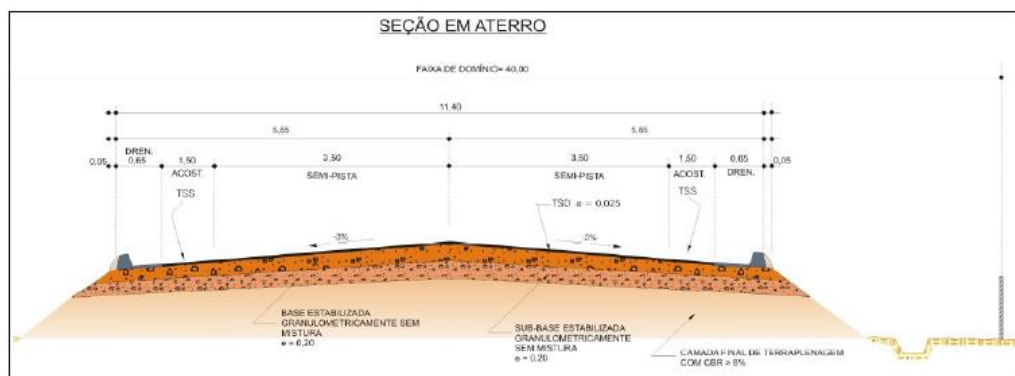 SEÇÃO EM ATERRO
FAIXA DE DOMÍNIO= 40,00
11,40
5,65 5,65
0,05 DREN. 0,65 1,50 3,50 3,50 1,50 0,65 0,05
ACOST. SEMI-PISTA SEMI-PISTA ACOST. DREN.
TSS TSD e = 0,025 TSS
-3% -3%
BASE ESTABILIZADA
GRANULOMETRICAMENTE SEM
MISTURA
e = 0,20
SUB-BASE ESTABILIZADA
GRANULOMETRICAMENTE
SEM MISTURA
e = 0,20
CAMADA FINAL DE TERRAPLENAGEM
COM CBR ≥ 8%